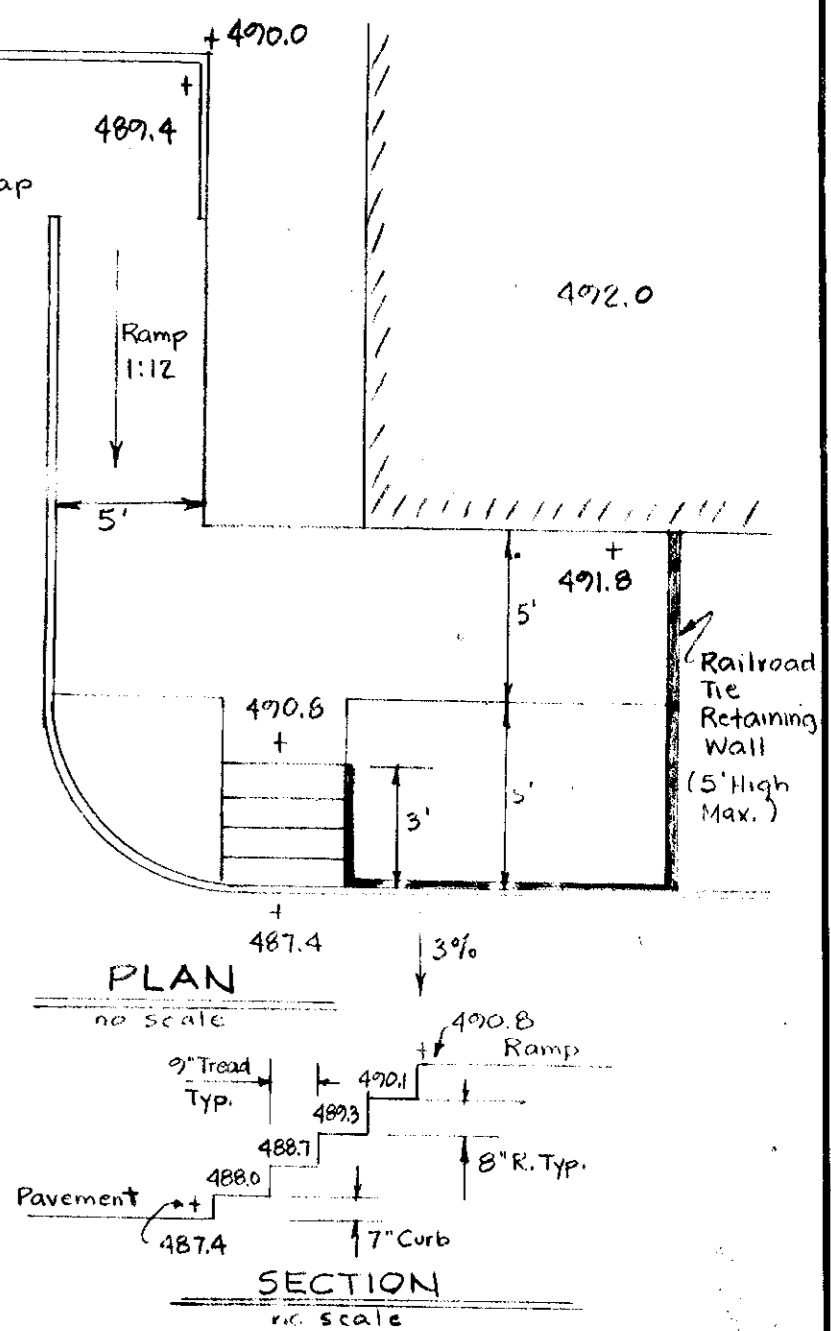 + 490.0
+
489.4
ap
492.0
Ramp
1:12
5'
+
491.8
5'
Railroad
Tie
Retaining
Wall
(5' High
Max.)
490.8
+
3'
5'
+
487.4
3%
PLAN
no scale
490.8
+ Ramp
9" Tread
Typ.
490.1
489.3
488.7
8" R. Typ.
488.0
Pavement +
487.4
7" Curb
SECTION
no scale